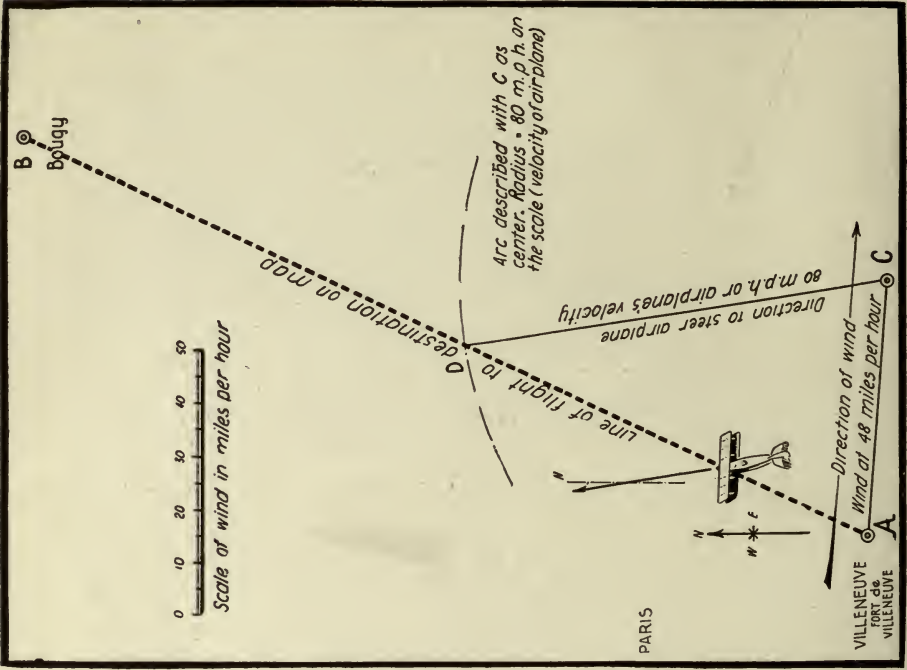 B
Bougy
Arc described with C as
center. Radius = 80 m.p.h. on
the scale (velocity of airplane)
0 10 20 30 40 50
Scale of wind in miles per hour
Line of flight to destination on map
D
80 m.p.h. or airplane's velocity
Direction to steer airplane
N
N
W E
PARIS
Direction of wind
Wind at 48 miles per hour
C
A
VILLENEUVE
FORT de
VILLENEUVE